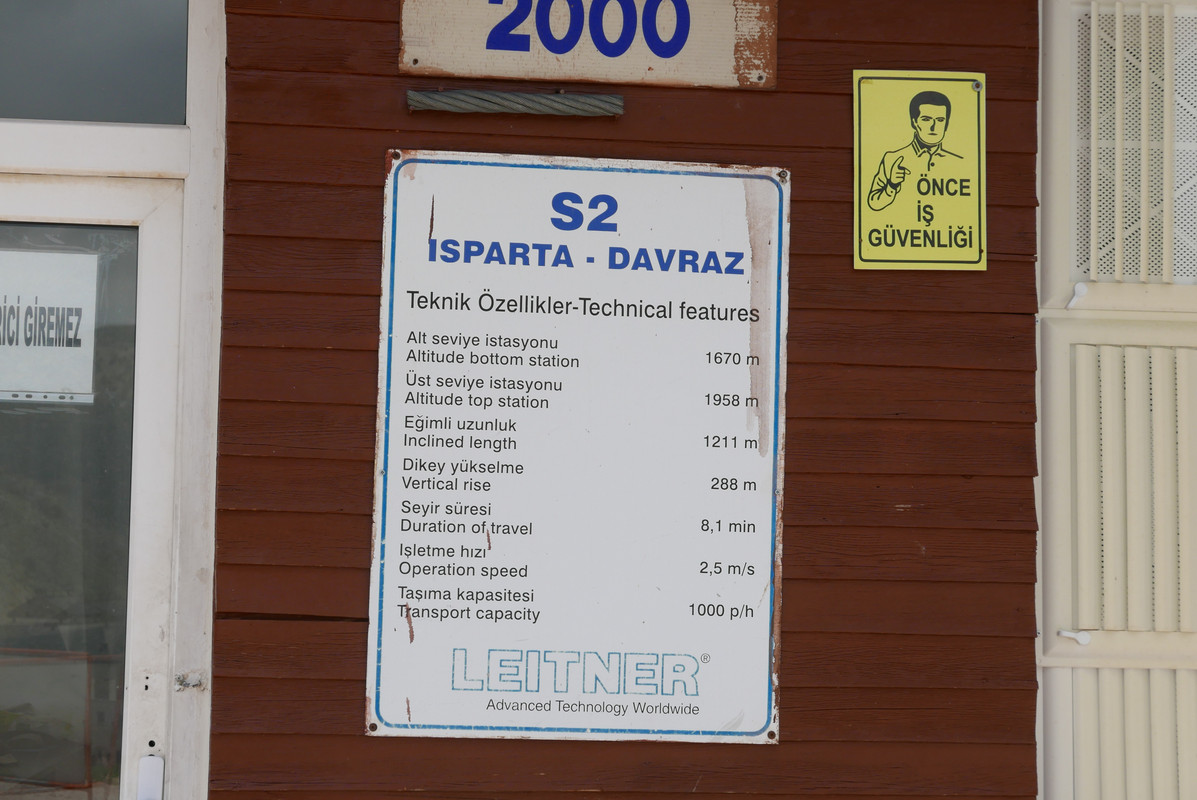 2000
S2
ISPARTA - DAVRAZ
Teknik Özellikler-Technical features
Alt seviye istasyonu
Altitude bottom station 1670 m
Üst seviye istasyonu
Altitude top station 1958 m
Eğimli uzunluk
Inclined length 1211 m
Dikey yükselme
Vertical rise 288 m
Seyir süresi
Duration of travel 8,1 min
Işletme hızı
Operation speed 2,5 m/s
Taşıma kapasitesi
Transport capacity 1000 p/h
LEITNER®
Advanced Technology Worldwide
ÖNCE
İŞ
GÜVENLİĞİ
GİREMEZ